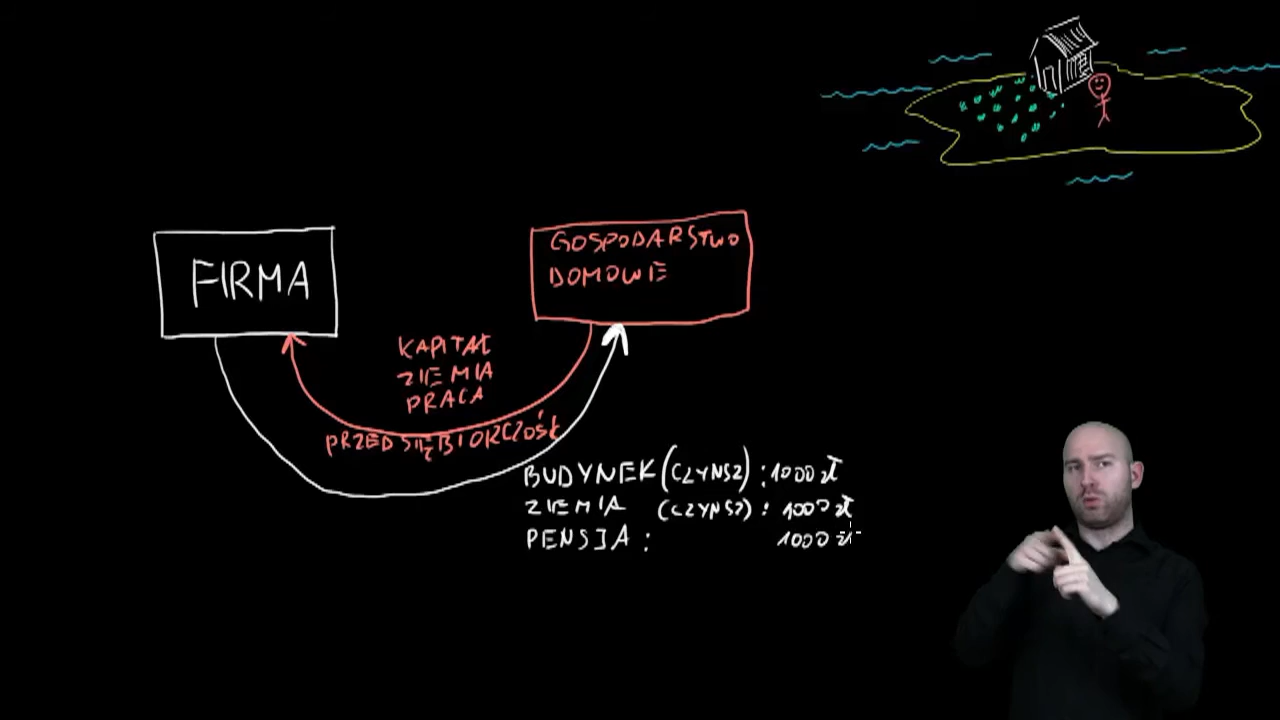 FIRMA
GOSPODARSTWO
DOMOWE
KAPITAŁ
ZIEMIA
PRACA
PRZEDSIĘBIORCZOŚĆ
BUDYNEK (CZYNSZ) : 1000 zł
ZIEMIA (CZYNSZ) : 1000 zł
PENSJA : 1000 zł